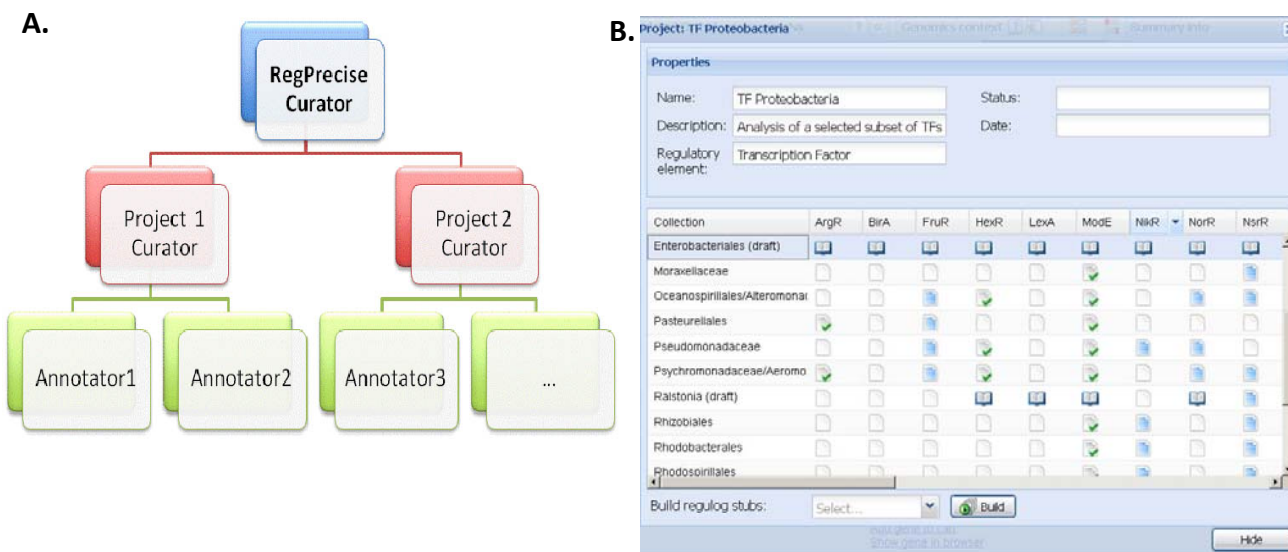 A.
RegPrecise
Curator
Project 1
Curator
Project 2
Curator
Annotator1
Annotator2
Annotator3
...
B.
Project: TF Proteobacteria
Genomics context
Summary info
Properties
Name:
TF Proteobacteria
Status:
Description:
Analysis of a selected subset of TFs
Date:
Regulatory
element:
Transcription Factor
Collection ArgR BirA FruR HexR LexA ModE NikR NorR NsrR
Enterobacteriales (draft)
Moraxellaceae
Oceanospirillales/Alteromonad
Pasteurellales
Pseudomonadaceae
Psychromonadaceae/Aeromo
Ralstonia (draft)
Rhizobiales
Rhodobacterales
Rhodospirillales
Build regulog stubs:
Select...
Build
Show gene in browser
Hide